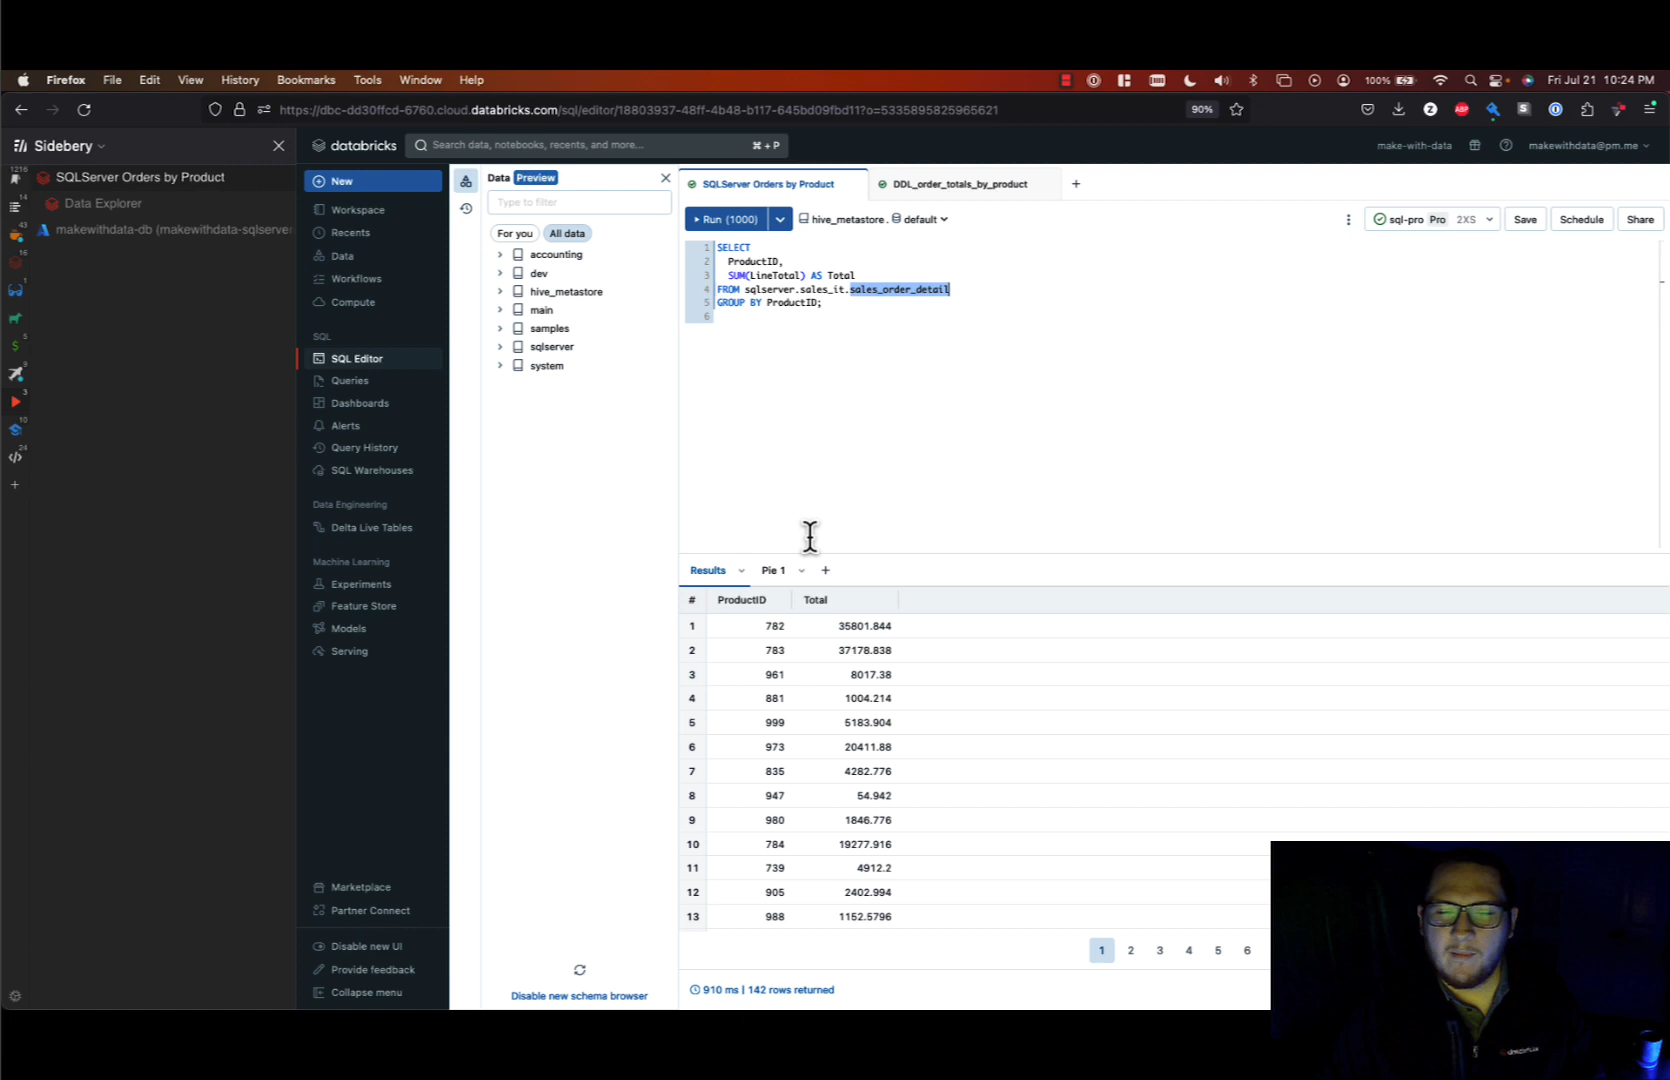 Firefox File Edit View History Bookmarks Tools Window Help 100% Fri Jul 21 10:24 PM
https://dbc-dd30ffcd-6760.cloud.databricks.com/sql/editor/18803937-48ff-4b48-b117-645bd09fbd11?o=5335895825965621 90%
Sidebery
databricks
Search data, notebooks, recents, and more... ⌘ + P
make-with-data
makewithdata@pm.me
1216
14
43
16
1
5
3
3
10
24
SQLServer Orders by Product
Data Explorer
makewithdata-db (makewithdata-sqlserver
New
Workspace
Recents
Data
Workflows
Compute
SQL
SQL Editor
Queries
Dashboards
Alerts
Query History
SQL Warehouses
Data Engineering
Delta Live Tables
Machine Learning
Experiments
Feature Store
Models
Serving
Marketplace
Partner Connect
Disable new UI
Provide feedback
Collapse menu
Data Preview
Type to filter
For you All data
accounting
dev
hive_metastore
main
samples
sqlserver
system
Disable new schema browser
SQLServer Orders by Product
DDL_order_totals_by_product
Run (1000)
hive_metastore . default
sql-pro Pro 2XS
Save
Schedule
Share
1 SELECT
2 ProductID,
3 SUM(LineTotal) AS Total
4 FROM sqlserver.sales_it.sales_order_detail
5 GROUP BY ProductID;
6
Results Pie 1 +
# ProductID Total
1 782 35801.844
2 783 37178.838
3 961 8017.38
4 881 1004.214
5 999 5183.904
6 973 20411.88
7 835 4282.776
8 947 54.942
9 980 1846.776
10 784 19277.916
11 739 4912.2
12 905 2402.994
13 988 1152.5796
1 2 3 4 5 6
910 ms | 142 rows returned